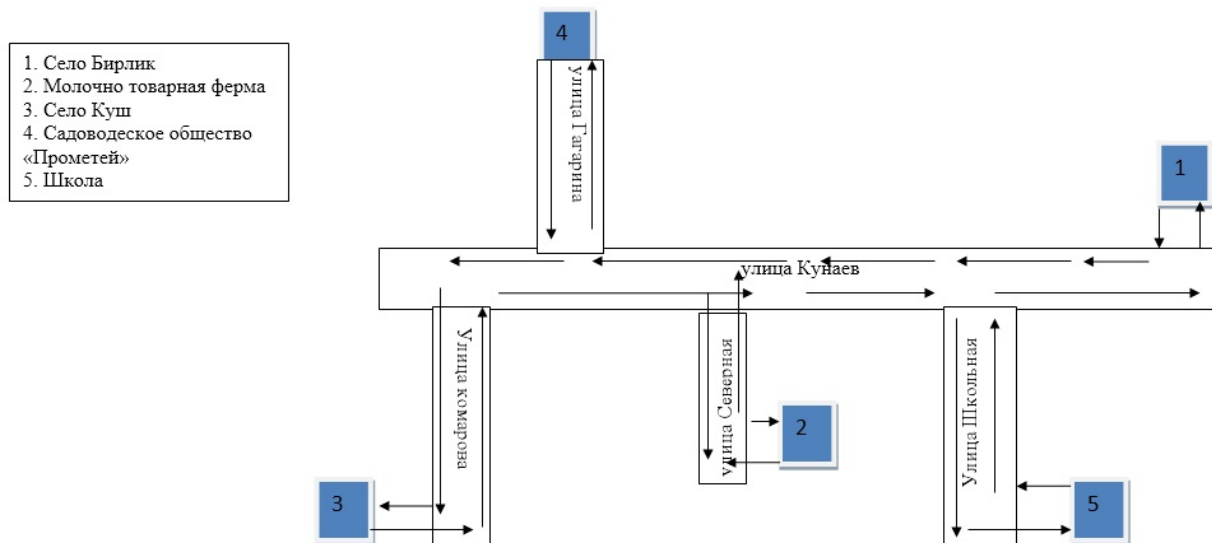 1. Село Бирлик
2. Молочно товарная ферма
3. Село Куш
4. Садоводеское общество
«Прометей»
5. Школа
4
улица Гагарина
1
улица Кунаев
Улица комарова
улица Северная
Улица Школьная
2
3
5